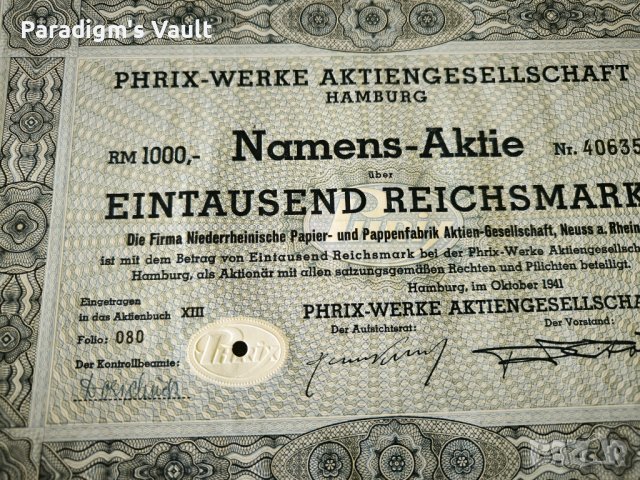 Paradigm's Vault
PHRIX-WERKE AKTIENGESELLSCHAFT
HAMBURG
RM 1000,- Namens-Aktie Nr. 40635
über
EINTAUSEND REICHSMARK
Die Firma Niederrheinische Papier- und Pappenfabrik Aktien-Gesellschaft, Neuss a. Rhein
ist mit dem Betrag von Eintausend Reichsmark bei der Phrix-Werke Aktiengesellschaf
Hamburg, als Aktionär mit allen satzungsgemäßen Rechten und Pflichten beteiligt.
Hamburg, im Oktober 1941
Eingetragen
in das Aktienbuch XIII
Folio: 080
Der Kontrollbeamte:
Phrix
PHRIX-WERKE AKTIENGESELLSCHA
Der Aufsichtsrat: Der Vorstand: